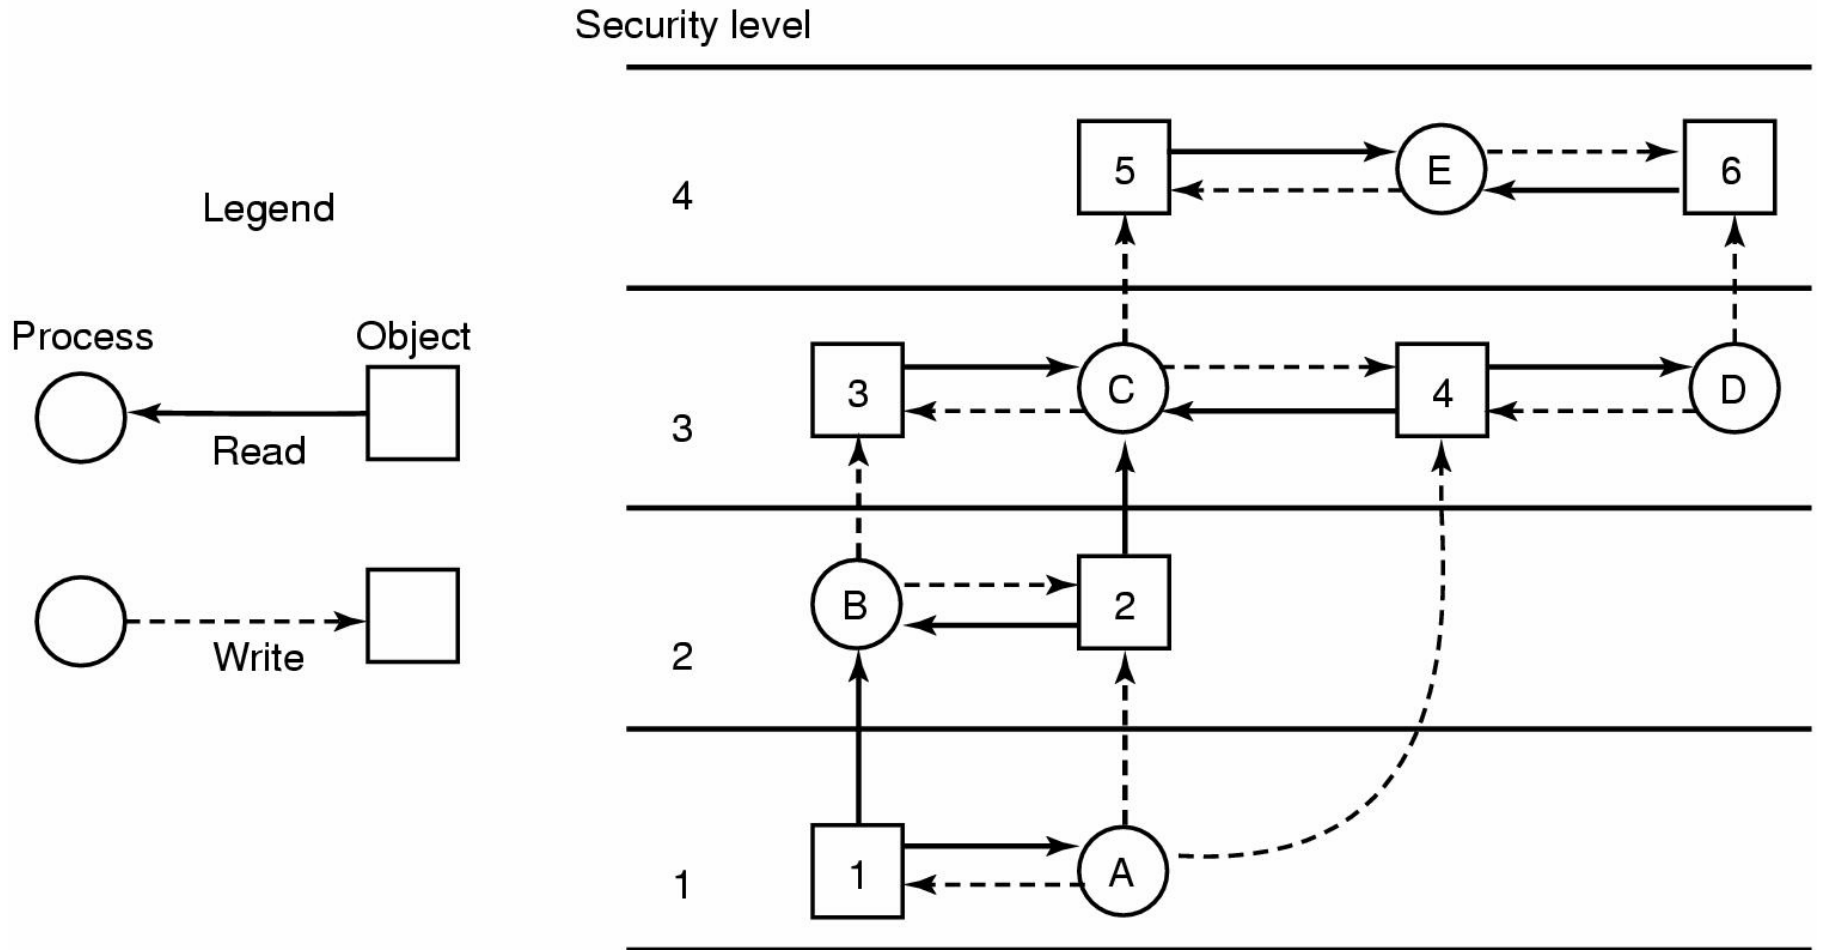 Security level
Legend
Process
Object
Read
Write
4
5
E
6
3
3
C
4
D
2
B
2
1
1
A